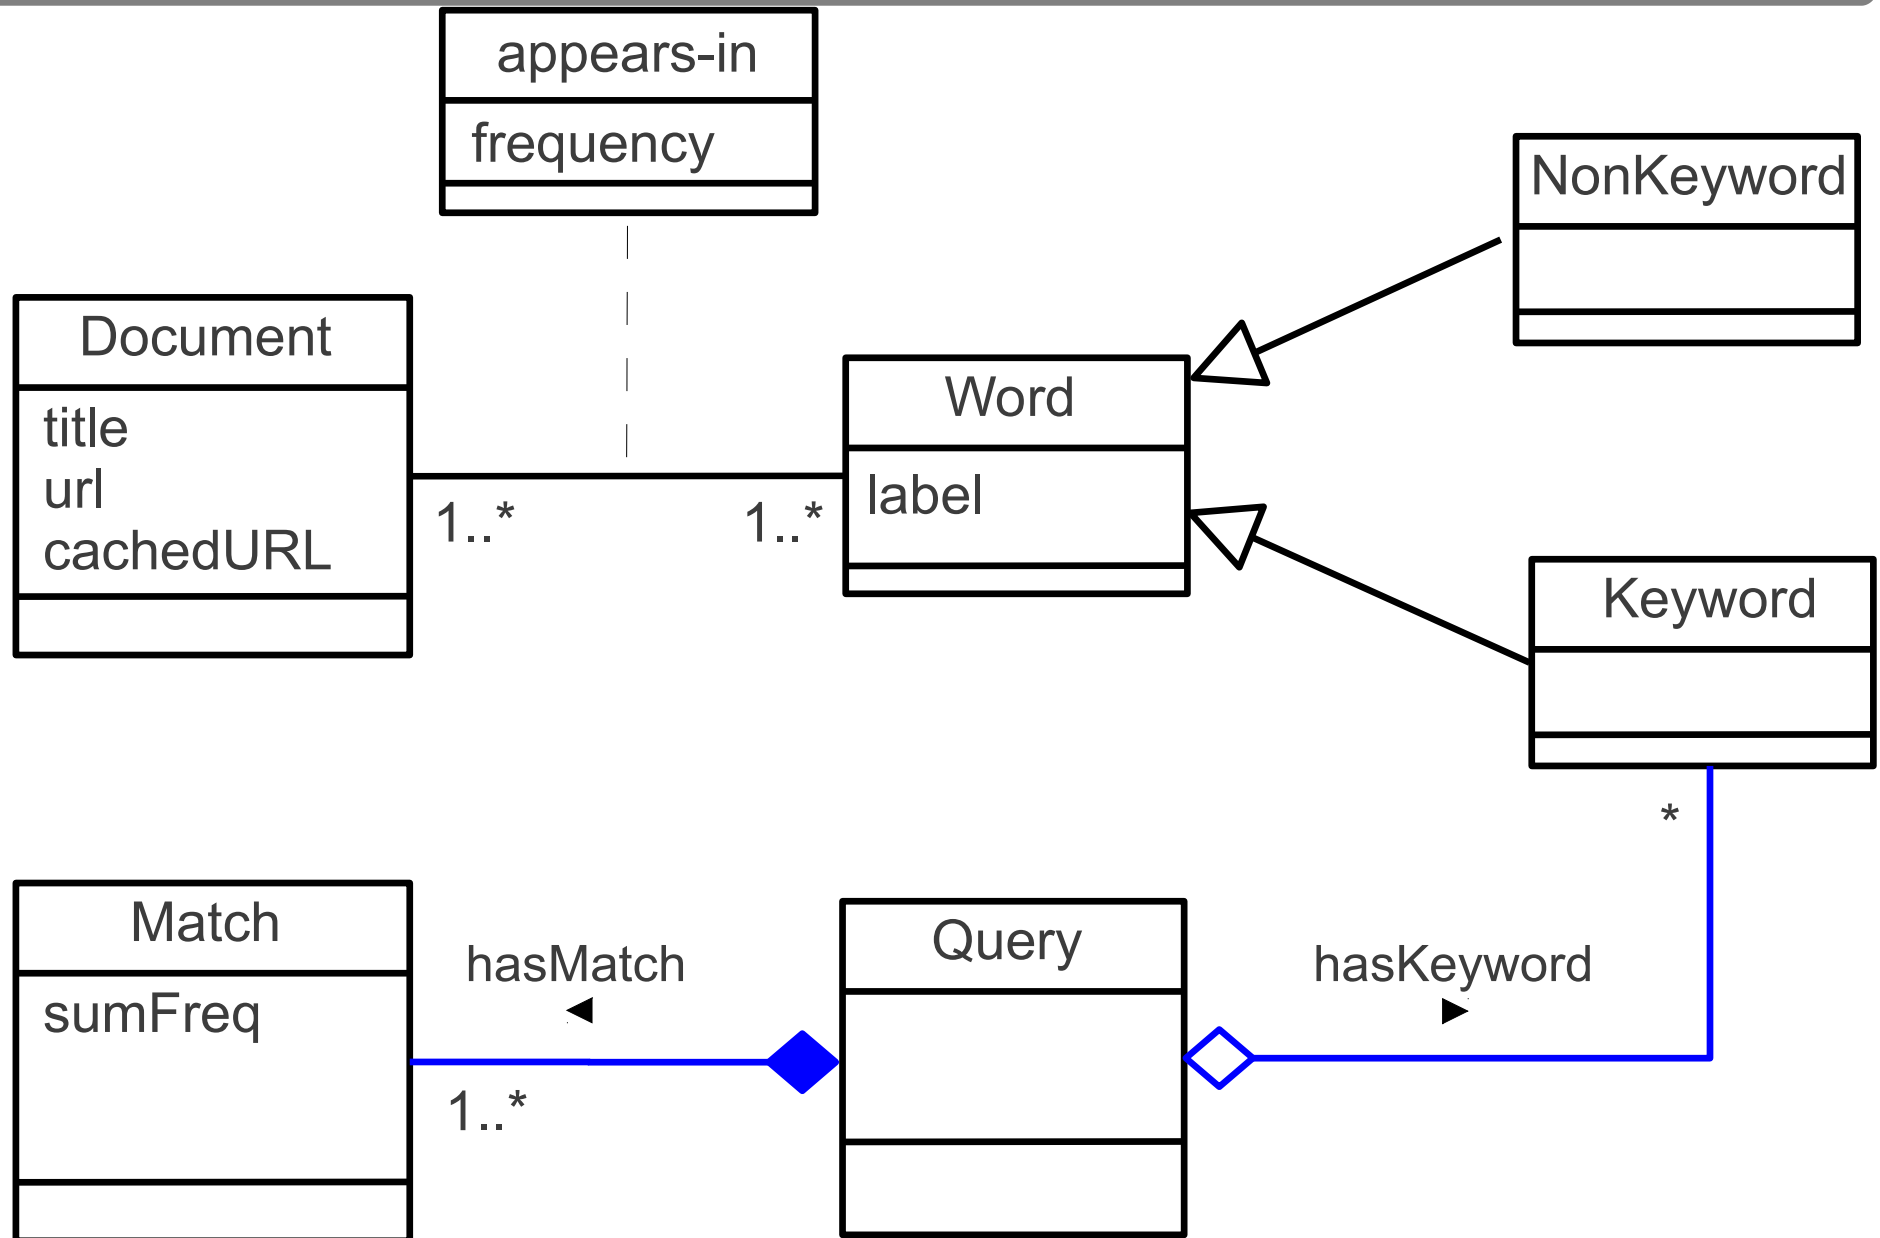 appears-in
frequency
NonKeyword
Document
title
url
cachedURL
1..*
1..*
Word
label
Keyword
*
Match
sumFreq
hasMatch
1..*
Query
hasKeyword